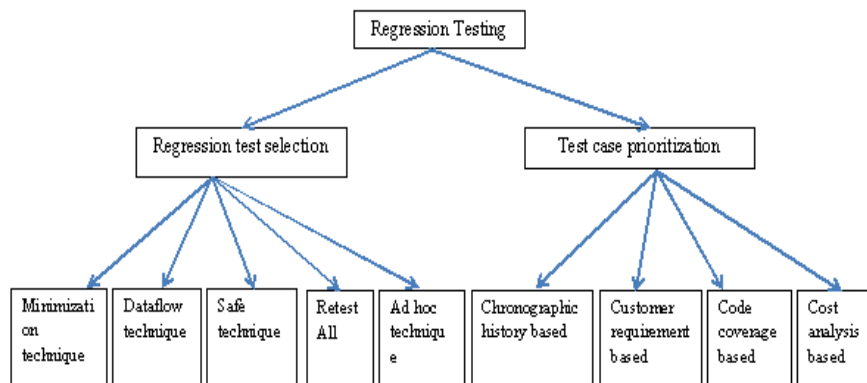 Regression Testing
Regression test selection
Test case prioritization
Minimizati
on
technique
Dataflow
technique
Safe
technique
Retest
All
Ad hoc
techniqu
e
Chronographic
history based
Customer
requirement
based
Code
coverage
based
Cost
analysis based